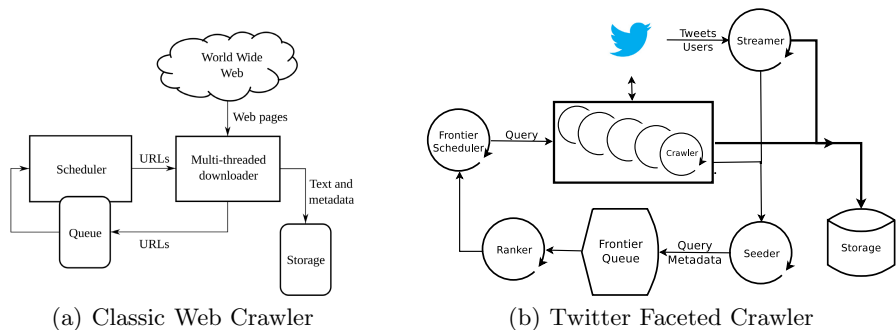 World Wide
Web
Web pages
Scheduler
URLs
Multi-threaded
downloader
Text and
metadata
Queue
URLs
Storage
(a) Classic Web Crawler
Tweets
Users
Streamer
Frontier
Scheduler
Query
Crawler
Ranker
Frontier
Queue
Query
Metadata
Seeder
Storage
(b) Twitter Faceted Crawler